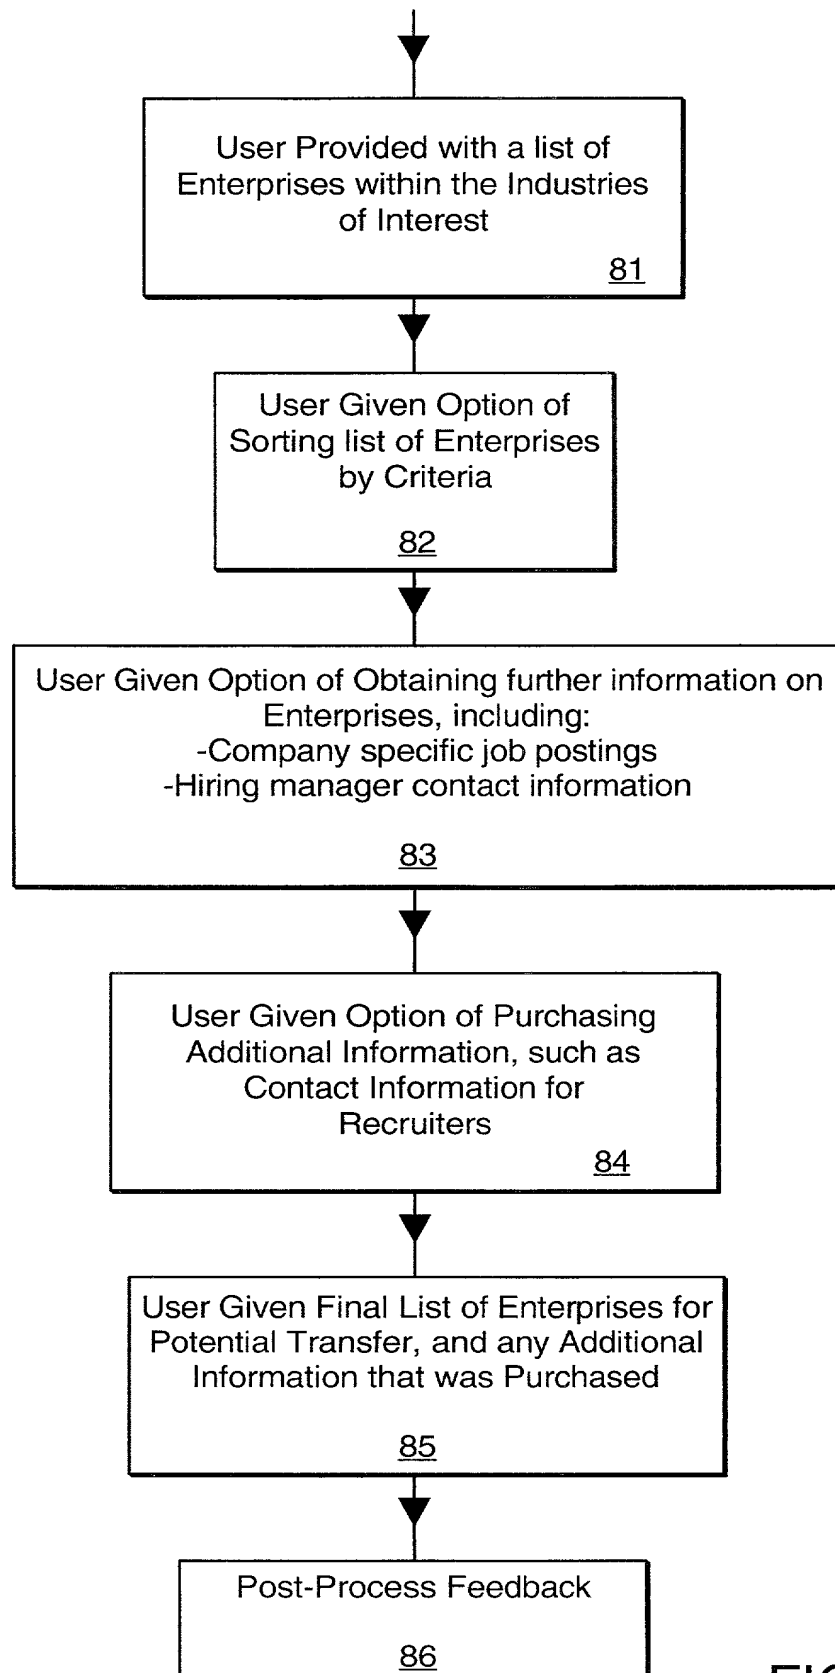 User Provided with a list of
Enterprises within the Industries
of Interest
81
User Given Option of
Sorting list of Enterprises
by Criteria
82
User Given Option of Obtaining further information on
Enterprises, including:
-Company specific job postings
-Hiring manager contact information
83
User Given Option of Purchasing
Additional Information, such as
Contact Information for
Recruiters
84
User Given Final List of Enterprises for
Potential Transfer, and any Additional
Information that was Purchased
85
Post-Process Feedback
86